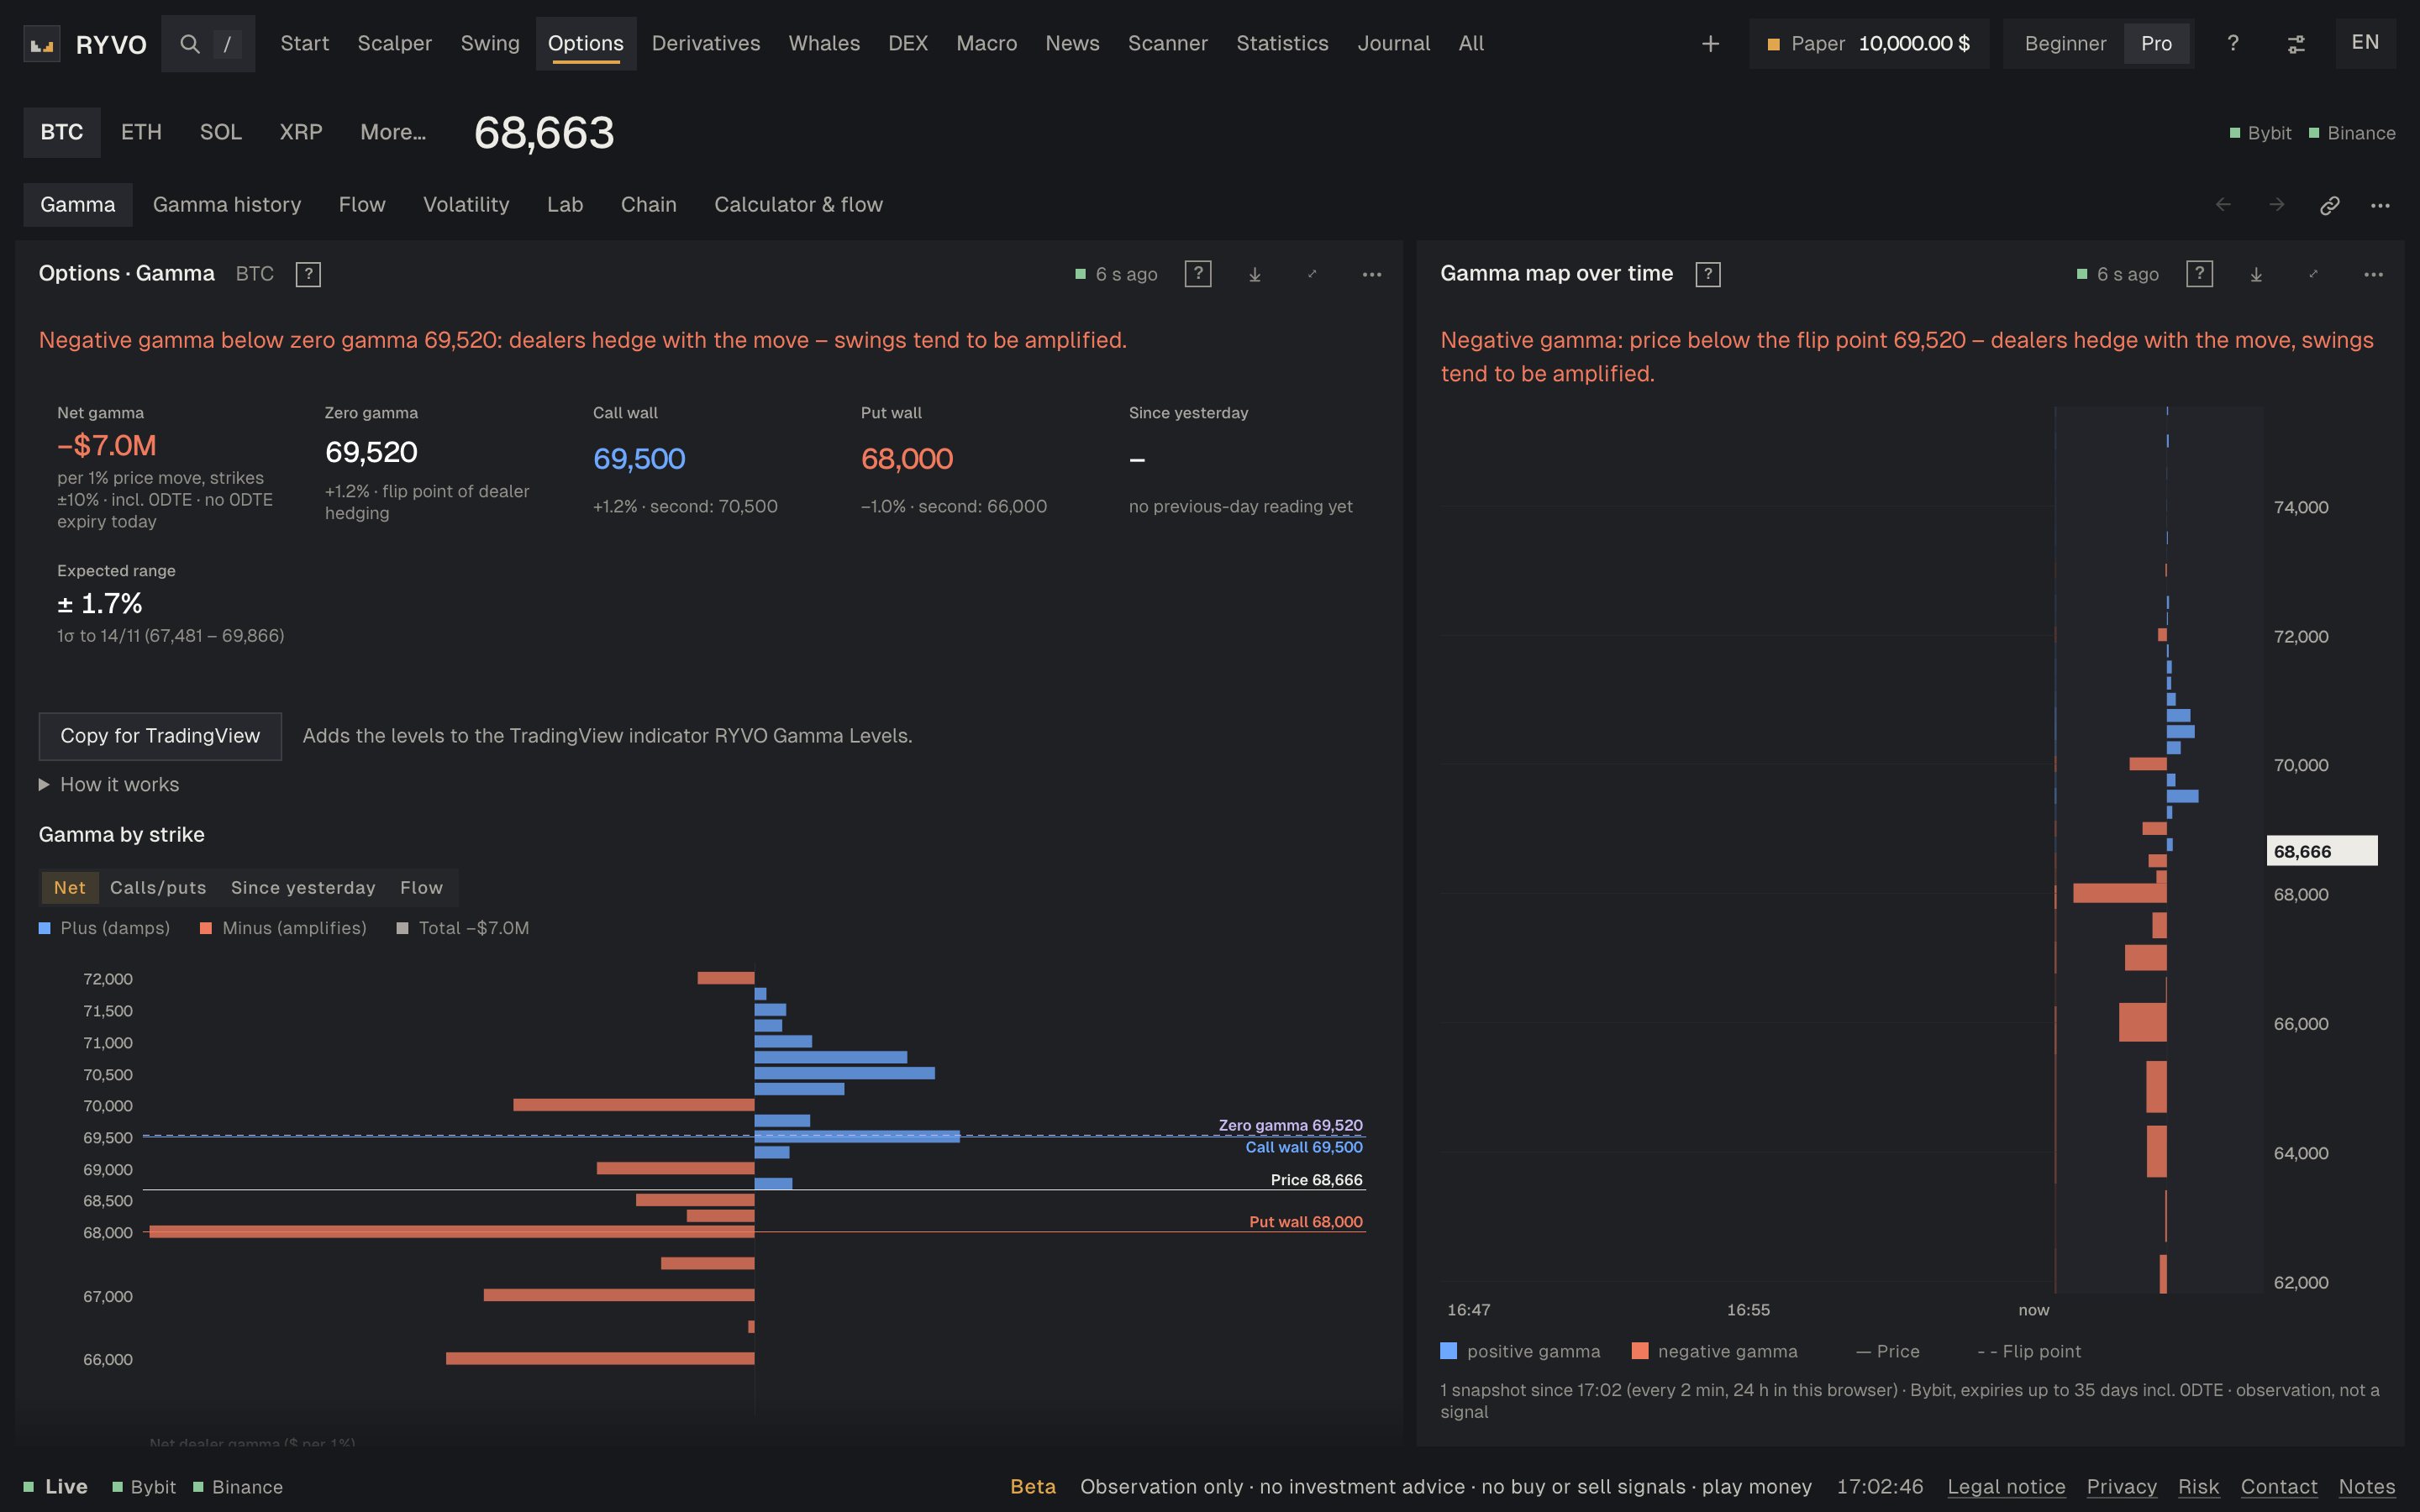 RYVO / Start Scalper Swing Options Derivatives Whales DEX Macro News Scanner Statistics Journal All + Paper 10,000.00 $ Beginner Pro ? EN
BTC ETH SOL XRP More... 68,663 Bybit Binance
Gamma Gamma history Flow Volatility Lab Chain Calculator & flow
Options · Gamma BTC ? 6 s ago ?
Negative gamma below zero gamma 69,520: dealers hedge with the move – swings tend to be amplified.
Net gamma
–$7.0M
per 1% price move, strikes
±10% · incl. 0DTE · no 0DTE
expiry today
Zero gamma
69,520
+1.2% · flip point of dealer
hedging
Call wall
69,500
+1.2% · second: 70,500
Put wall
68,000
–1.0% · second: 66,000
Since yesterday
–
no previous-day reading yet
Expected range
± 1.7%
1σ to 14/11 (67,481 – 69,866)
Copy for TradingView Adds the levels to the TradingView indicator RYVO Gamma Levels.
How it works
Gamma by strike
Net Calls/puts Since yesterday Flow
Plus (damps) Minus (amplifies) Total –$7.0M
72,000
71,500
71,000
70,500
70,000
Zero gamma 69,520
69,500
Call wall 69,500
69,000
Price 68,666
68,500
Put wall 68,000
68,000
67,000
66,000
Net dealer gamma ($ per 1%)
Gamma map over time ? 6 s ago ?
Negative gamma: price below the flip point 69,520 – dealers hedge with the move, swings
tend to be amplified.
74,000
72,000
70,000
68,666
68,000
66,000
64,000
62,000
16:47 16:55 now
positive gamma negative gamma — Price - - Flip point
1 snapshot since 17:02 (every 2 min, 24 h in this browser) · Bybit, expiries up to 35 days incl. 0DTE · observation, not a
signal
Live Bybit Binance Beta Observation only · no investment advice · no buy or sell signals · play money 17:02:46 Legal notice Privacy Risk Contact Notes